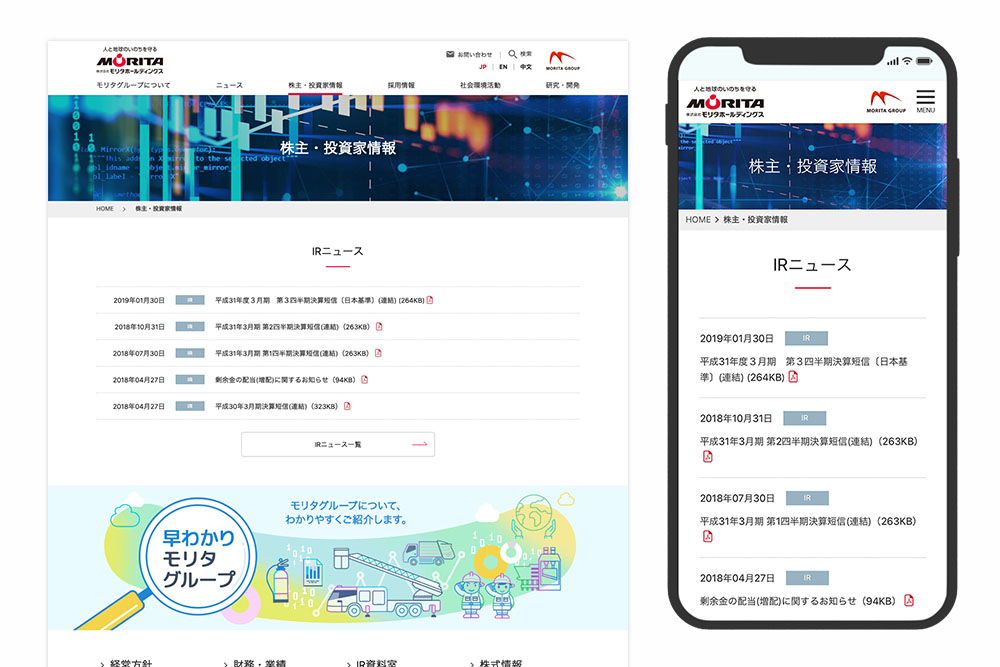 人と地球のいのちを守る
MORITA
株式会社モリタホールディングス
お問い合わせ
検索
JP | EN | 中文
MORITA GROUP
モリタグループについて
ニュース
株主・投資家情報
採用情報
社会環境活動
研究・開発
株主・投資家情報
HOME > 株主・投資家情報
IRニュース
2019年01月30日 IR 平成31年度３月期　第３四半期決算短信〔日本基準〕(連結) (264KB)
2018年10月31日 IR 平成31年3月期 第2四半期決算短信(連結)（263KB）
2018年07月30日 IR 平成31年3月期 第1四半期決算短信(連結)（263KB）
2018年04月27日 IR 剰余金の配当(増配)に関するお知らせ（94KB）
2018年04月27日 IR 平成30年3月期決算短信(連結)（323KB）
IRニュース一覧
モリタグループについて、
わかりやすくご紹介します。
早わかり
モリタ
グループ
> 経営方針
> 財務・業績
> IR資料室
> 株式情報
人と地球のいのちを守る
MORITA
株式会社モリタホールディングス
MORITA GROUP
MENU
株主・投資家情報
HOME > 株主・投資家情報
IRニュース
2019年01月30日 IR
平成31年度３月期　第３四半期決算短信〔日本基
準〕(連結) (264KB)
2018年10月31日 IR
平成31年3月期 第2四半期決算短信(連結)（263KB）
2018年07月30日 IR
平成31年3月期 第1四半期決算短信(連結)（263KB）
2018年04月27日 IR
剰余金の配当(増配)に関するお知らせ（94KB）